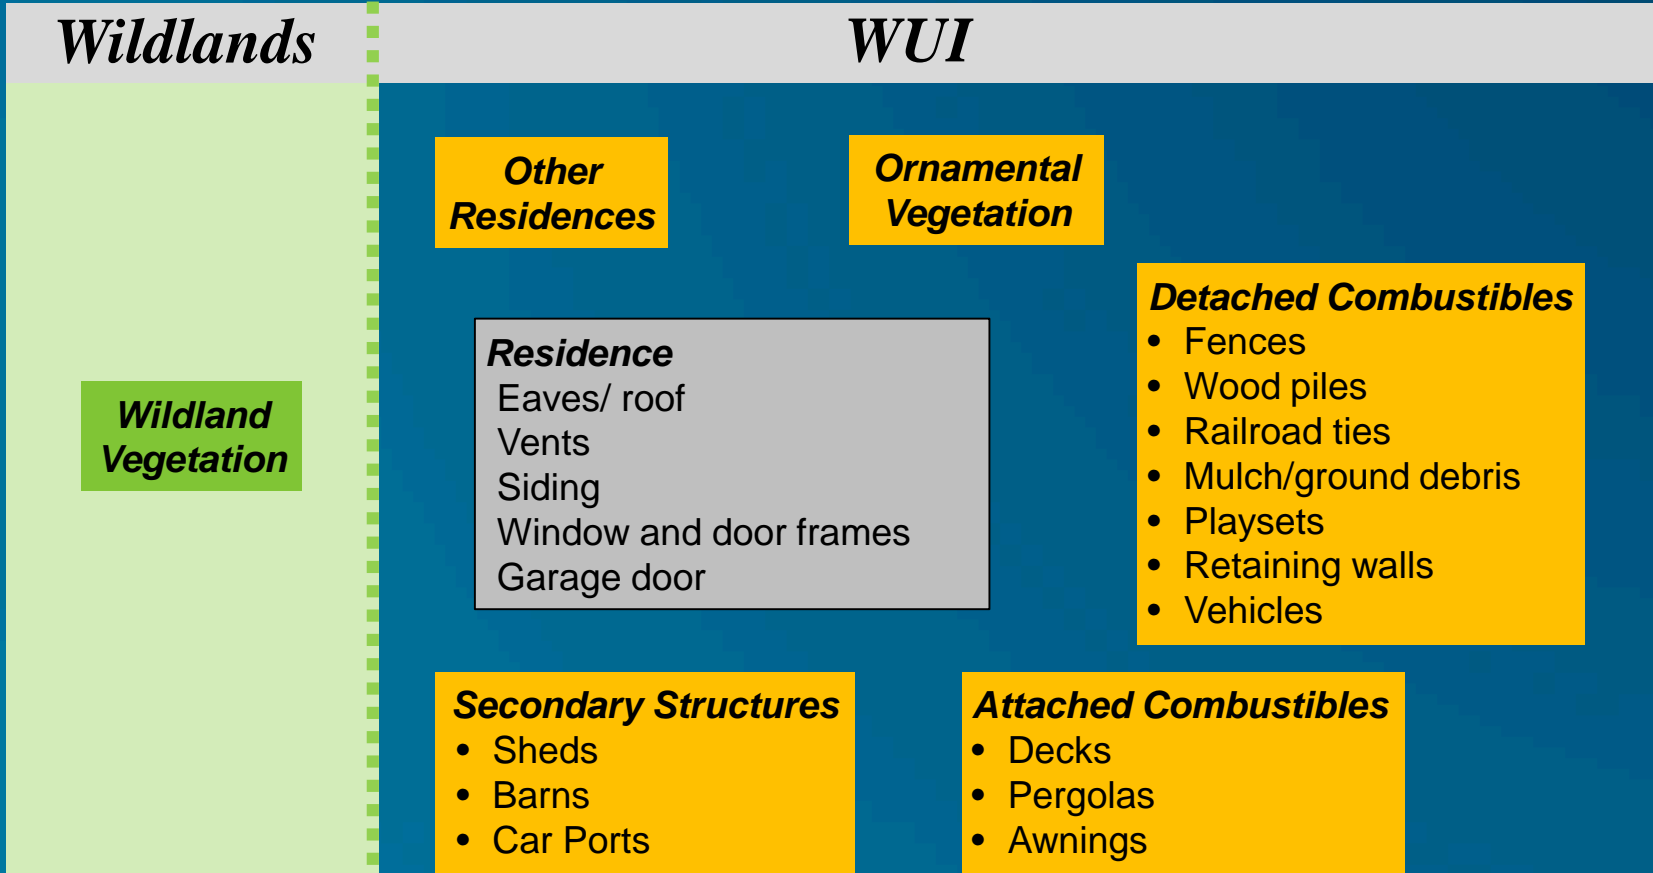 Wildlands
WUI
Other
Residences
Ornamental
Vegetation
Wildland
Vegetation
Residence
Eaves/ roof
Vents
Siding
Window and door frames
Garage door
Detached Combustibles
• Fences
• Wood piles
• Railroad ties
• Mulch/ground debris
• Playsets
• Retaining walls
• Vehicles
Secondary Structures
• Sheds
• Barns
• Car Ports
Attached Combustibles
• Decks
• Pergolas
• Awnings